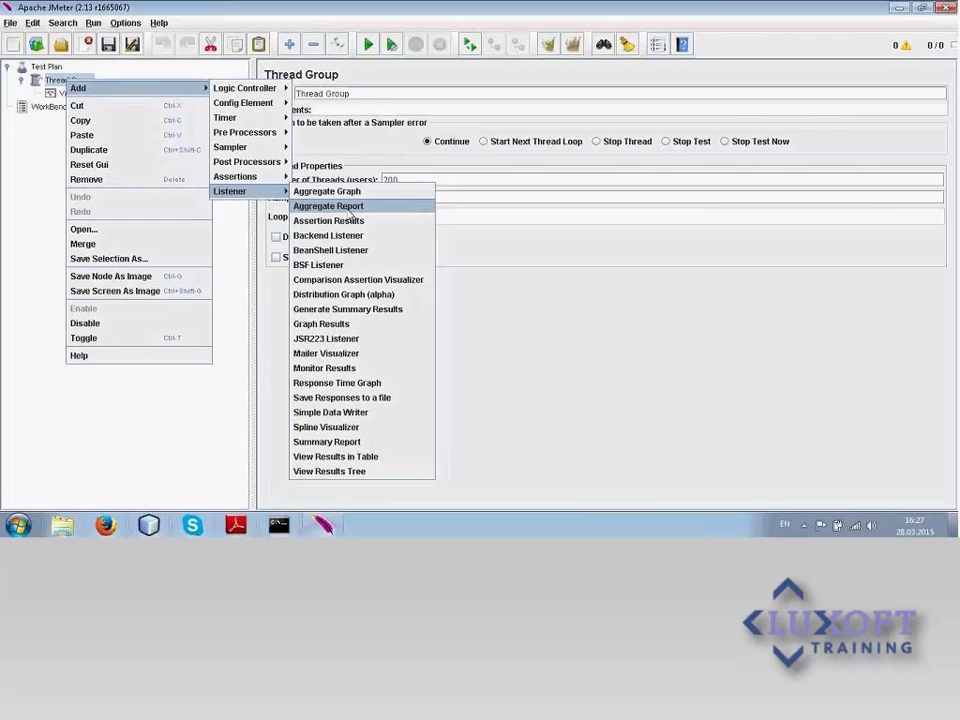 Apache JMeter (2.13 r1665067)
File Edit Search Run Options Help
0 0/0
Test Plan
WorkBen
Add
Cut Ctrl-X
Copy Ctrl-C
Paste Ctrl-V
Duplicate Ctrl+Shift-C
Reset Gui
Remove Delete
Undo
Redo
Open...
Merge
Save Selection As...
Save Node As Image Ctrl-G
Save Screen As Image Ctrl+Shift-G
Enable
Disable
Toggle Ctrl-T
Help
Logic Controller
Config Element
Timer
Pre Processors
Sampler
Post Processors
Assertions
Listener
Aggregate Graph
Aggregate Report
Assertion Results
Backend Listener
BeanShell Listener
BSF Listener
Comparison Assertion Visualizer
Distribution Graph (alpha)
Generate Summary Results
Graph Results
JSR223 Listener
Mailer Visualizer
Monitor Results
Response Time Graph
Save Responses to a file
Simple Data Writer
Spline Visualizer
Summary Report
View Results in Table
View Results Tree
Thread Group
Thread Group
ents:
n to be taken after a Sampler error
Continue Start Next Thread Loop Stop Thread Stop Test Stop Test Now
d Properties
er of Threads (users): 200
Loop
D
S
EN
16:27
28.03.2015
LUXOFT
TRAINING